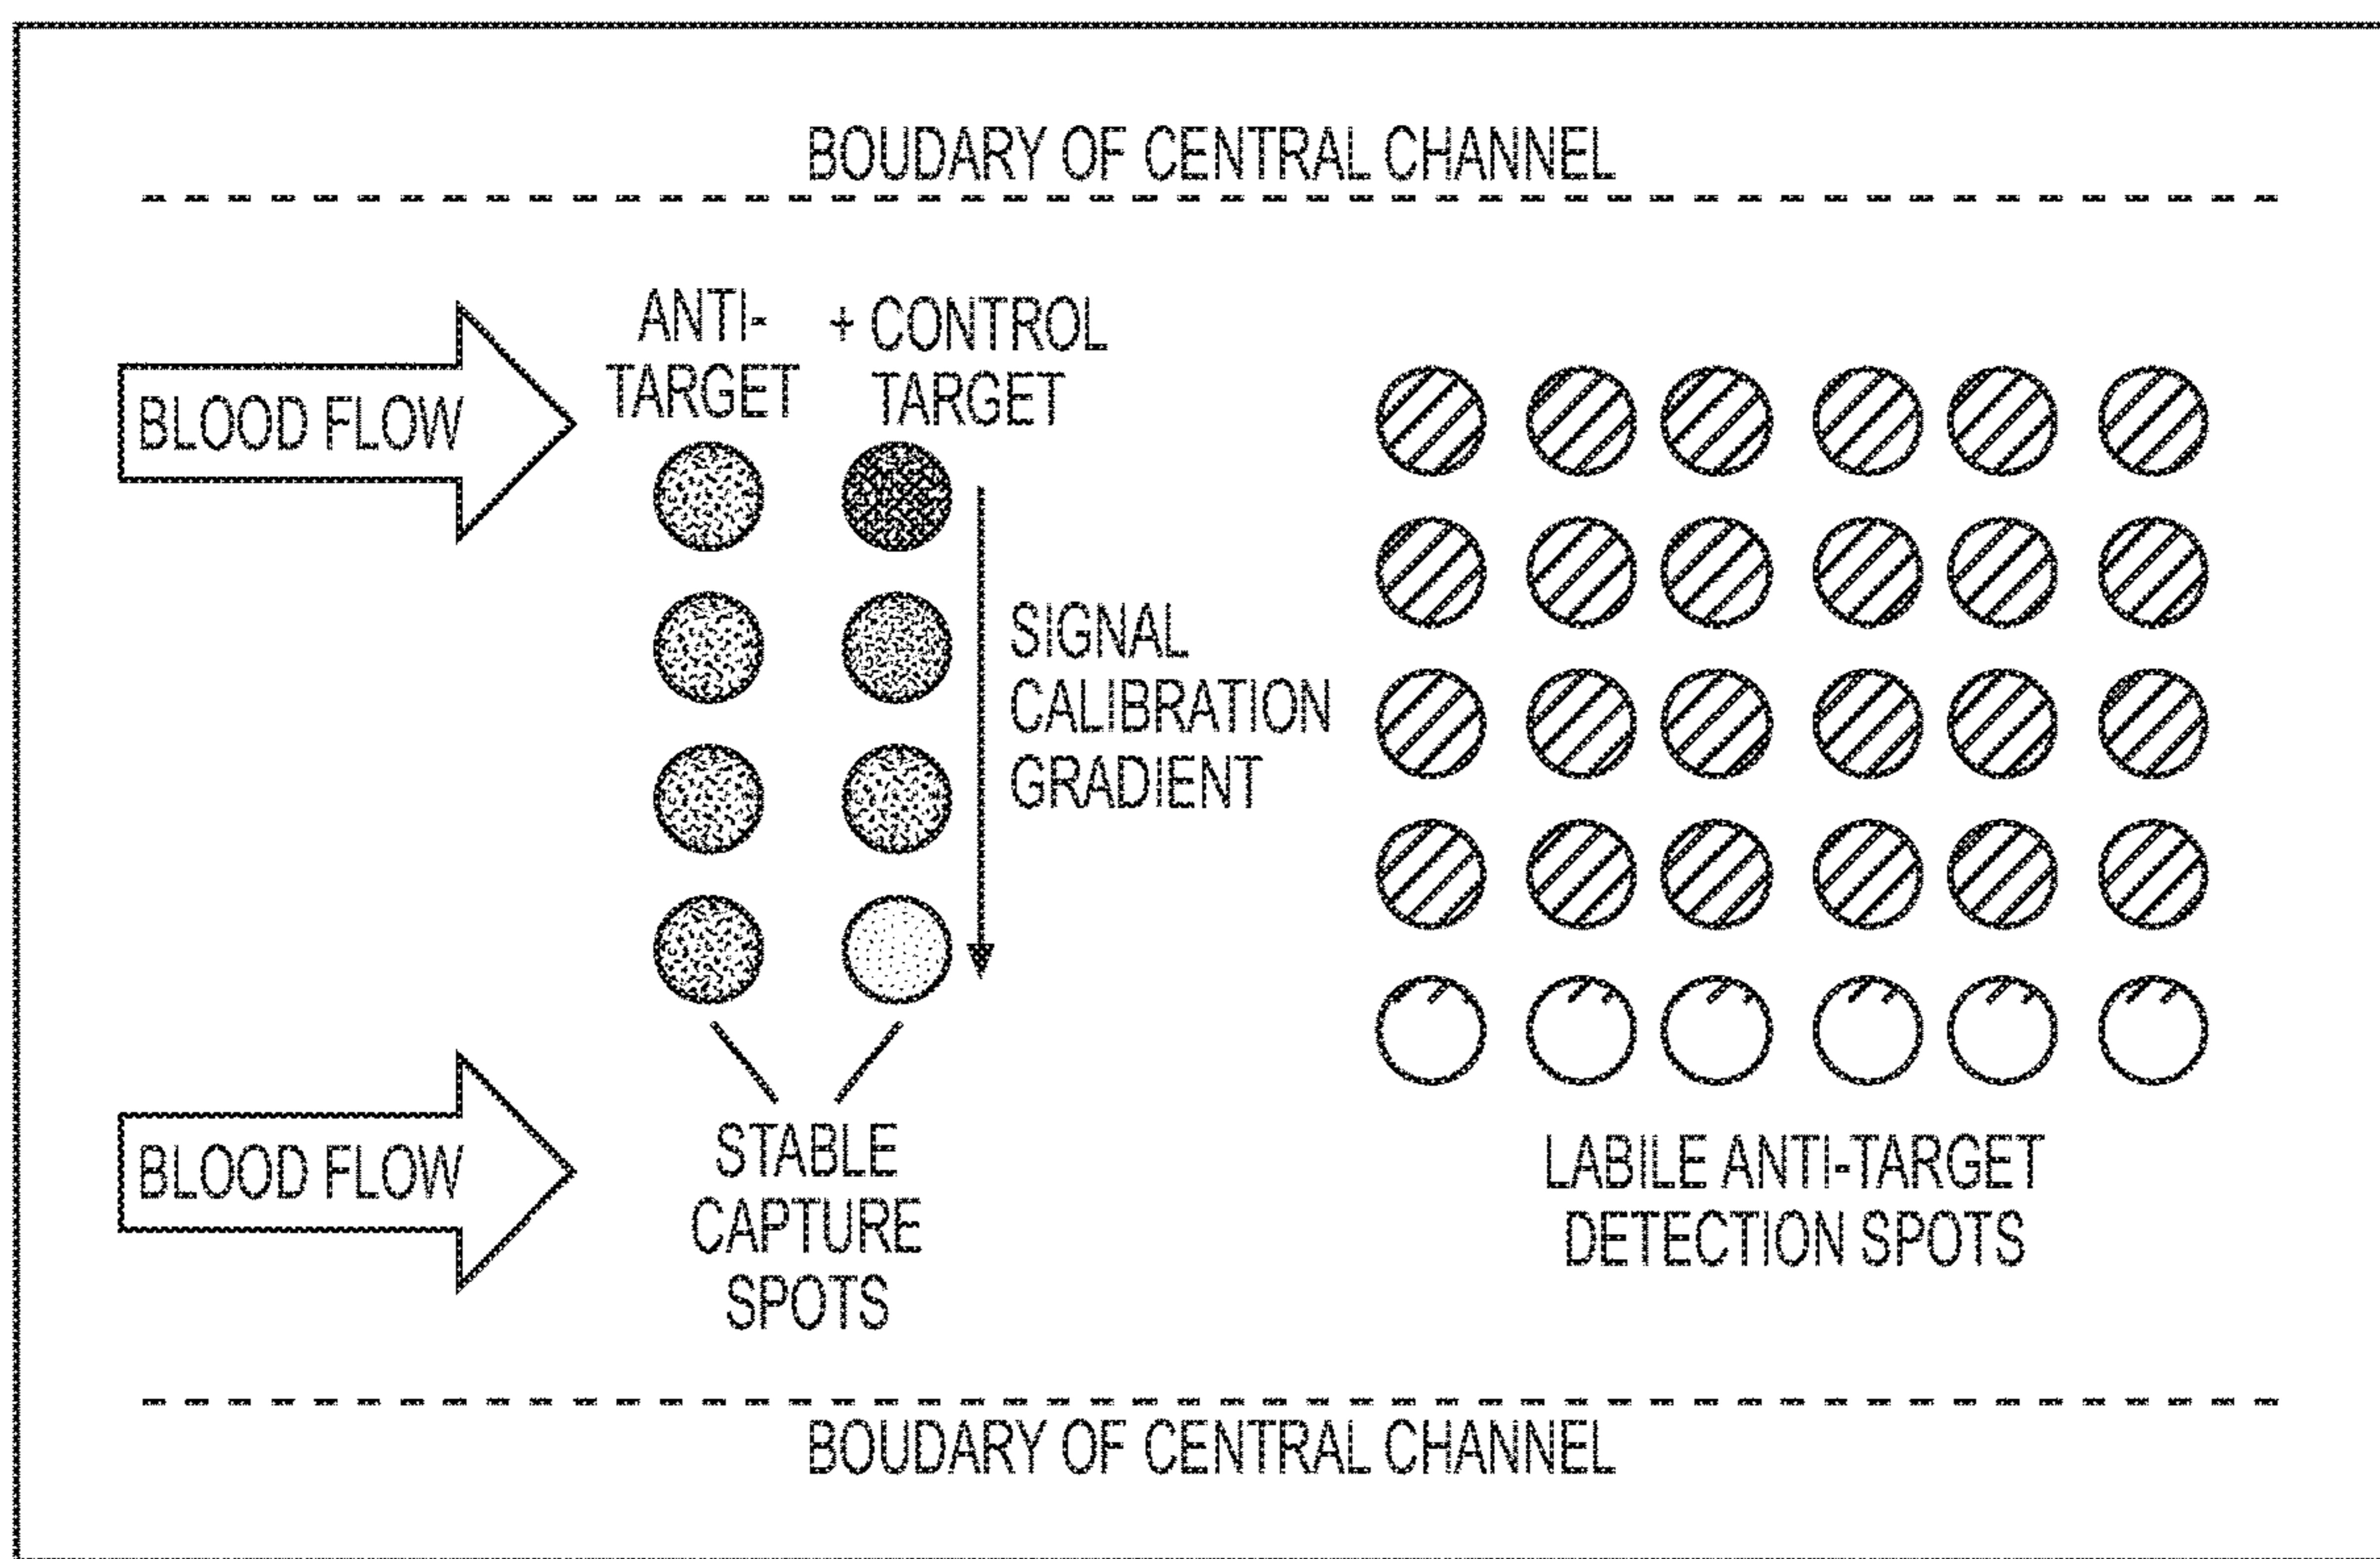 BOUDARY OF CENTRAL CHANNEL
BLOOD FLOW
ANTI-
TARGET
+ CONTROL
TARGET
SIGNAL
CALIBRATION
GRADIENT
BLOOD FLOW
STABLE
CAPTURE
SPOTS
LABILE ANTI-TARGET
DETECTION SPOTS
BOUDARY OF CENTRAL CHANNEL